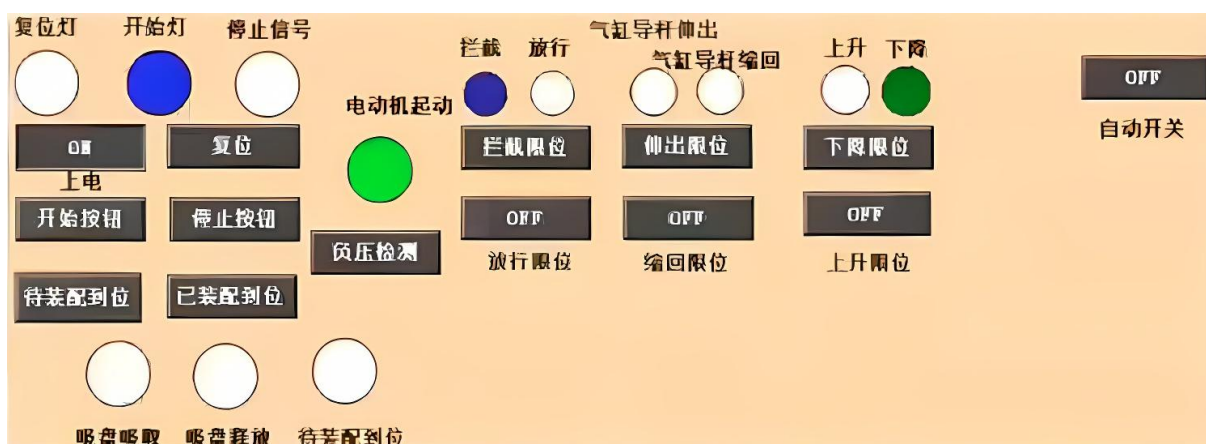 复位灯 开始灯 停止信号 气缸导杆伸出
拦截 放行 气缸导杆缩回 上升 下降
OFF
电动机起动
自动开关
ON 复位 拦截限位 伸出限位 下降限位
上电
开始按钮 停止按钮 OFF OFF OFF
负压检测 放行限位 缩回限位 上升限位
待装配到位 已装配到位
吸盘吸取 吸盘释放 待装配到位